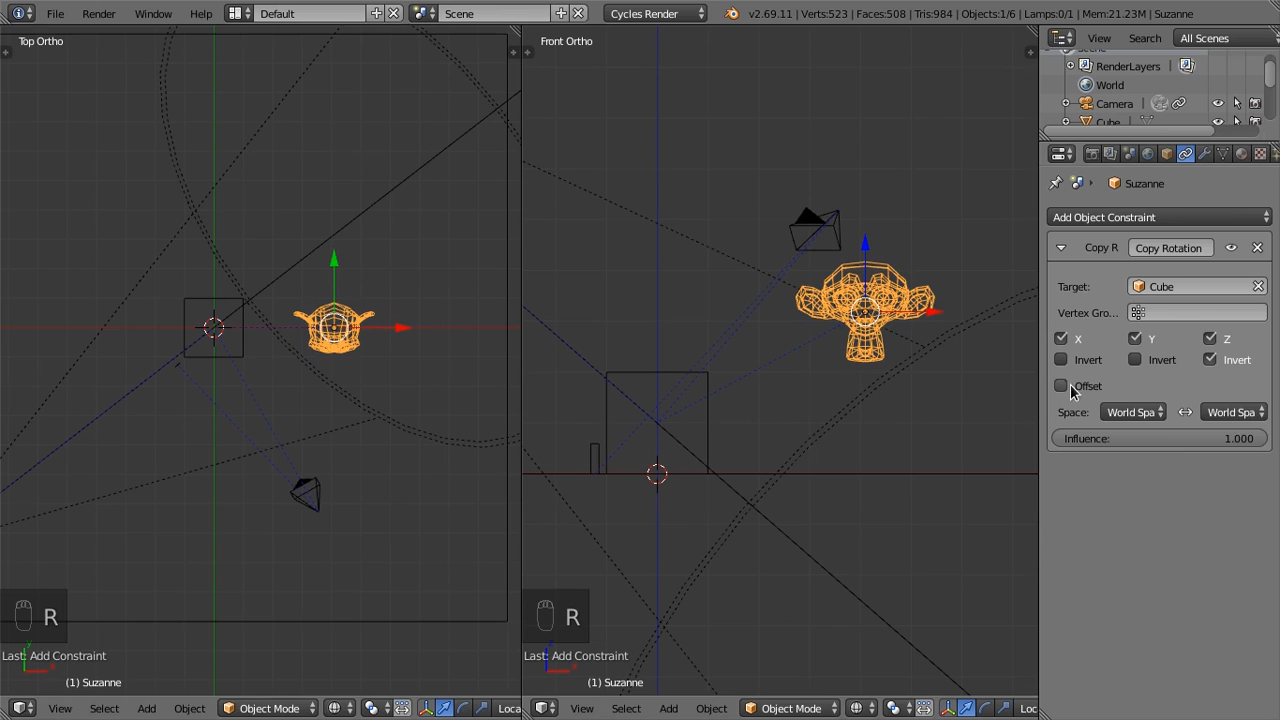 File Render Window Help Default Scene Cycles Render v2.69.11 | Verts:523 | Faces:508 | Tris:984 | Objects:1/6 | Lamps:0/1 | Mem:21.23M | Suzanne
Top Ortho
Front Ortho
View Search All Scenes
RenderLayers
World
Camera
Cube
Suzanne
Add Object Constraint
Copy R Copy Rotation
Target: Cube
Vertex Gro...
X Y Z
Invert Invert Invert
Offset
Space: World Spa World Spa
Influence: 1.000
R R
Last: Add Constraint Last: Add Constraint
(1) Suzanne (1) Suzanne
View Select Add Object Object Mode Loca View Select Add Object Object Mode Loc